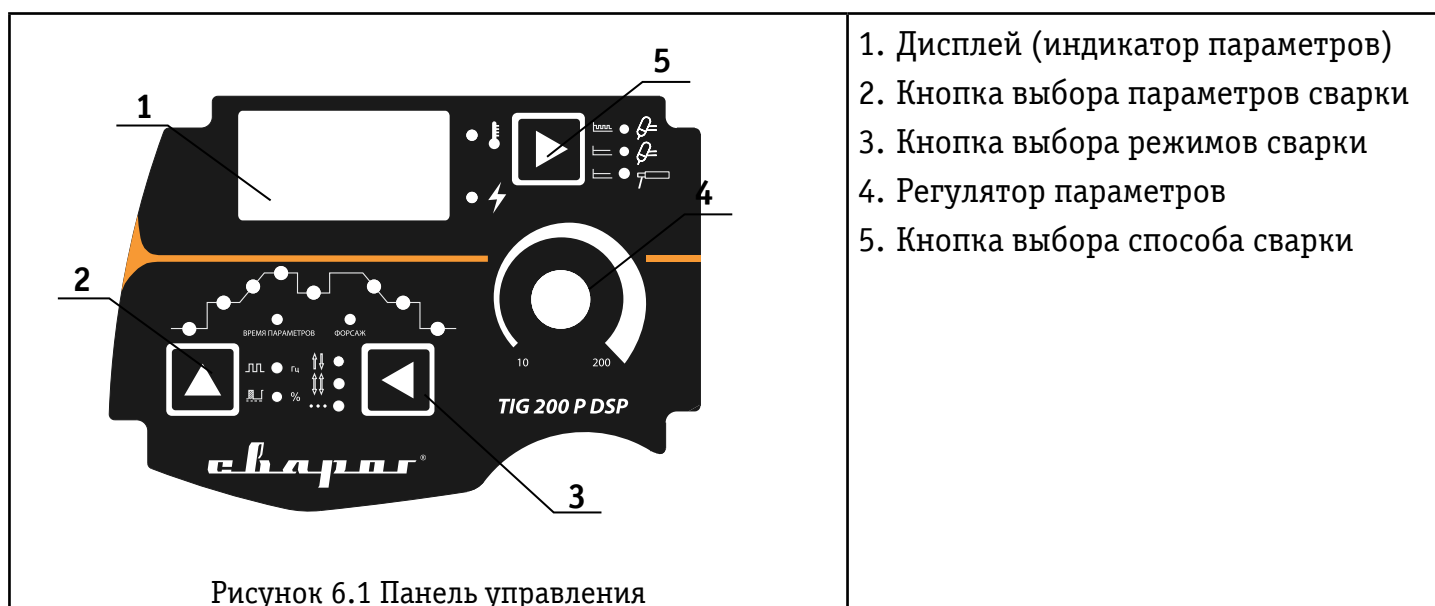 5
1
4
2
3
ВРЕМЯ ПАРАМЕТРОВ
ФОРСАЖ
гц
%
10
200
TIG 200 P DSP
сварог®
Рисунок 6.1 Панель управления
1. Дисплей (индикатор параметров)
2. Кнопка выбора параметров сварки
3. Кнопка выбора режимов сварки
4. Регулятор параметров
5. Кнопка выбора способа сварки